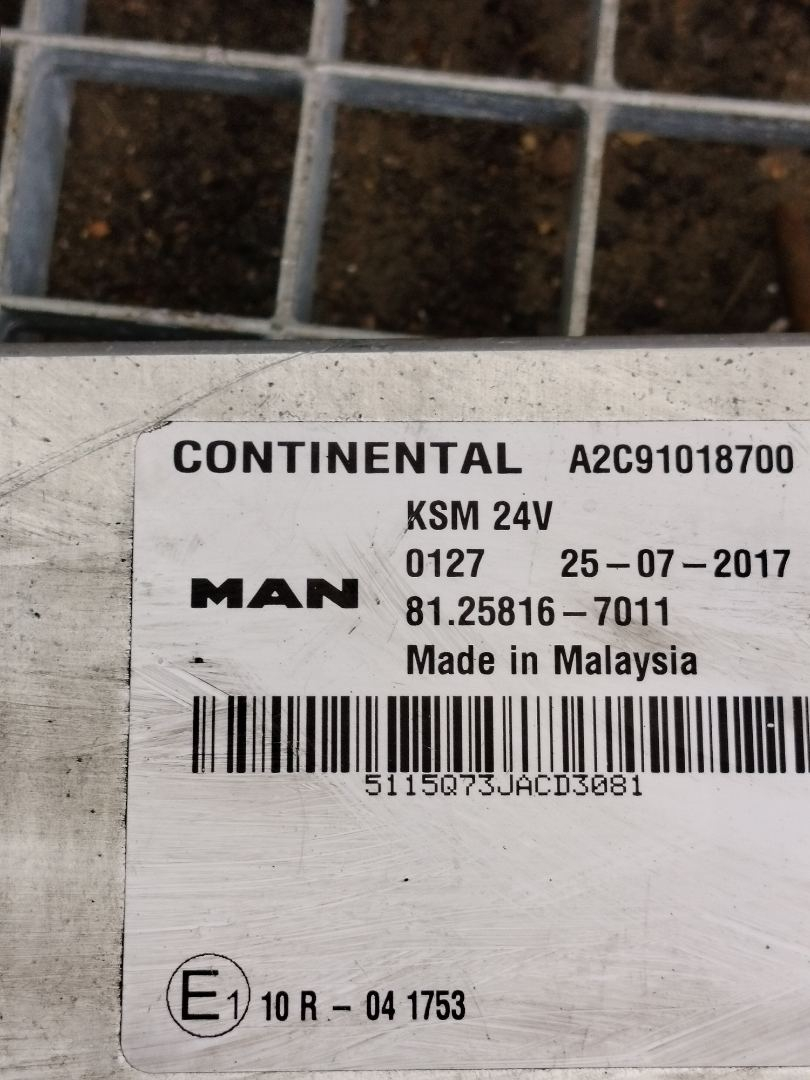 CONTINENTAL A2C91018700
KSM 24V
0127 25-07-2017
MAN
81.25816-7011
Made in Malaysia
5115Q73JACD3081
E1 10 R - 04 1753